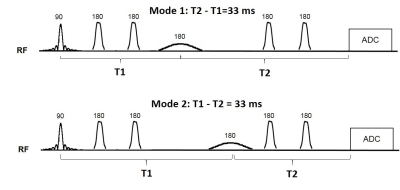 Mode 1: T2 - T1=33 ms
90 180 180 180 180 180
RF ADC
T1 T2
Mode 2: T1 - T2 = 33 ms
90 180 180 180 180 180
RF ADC
T1 T2